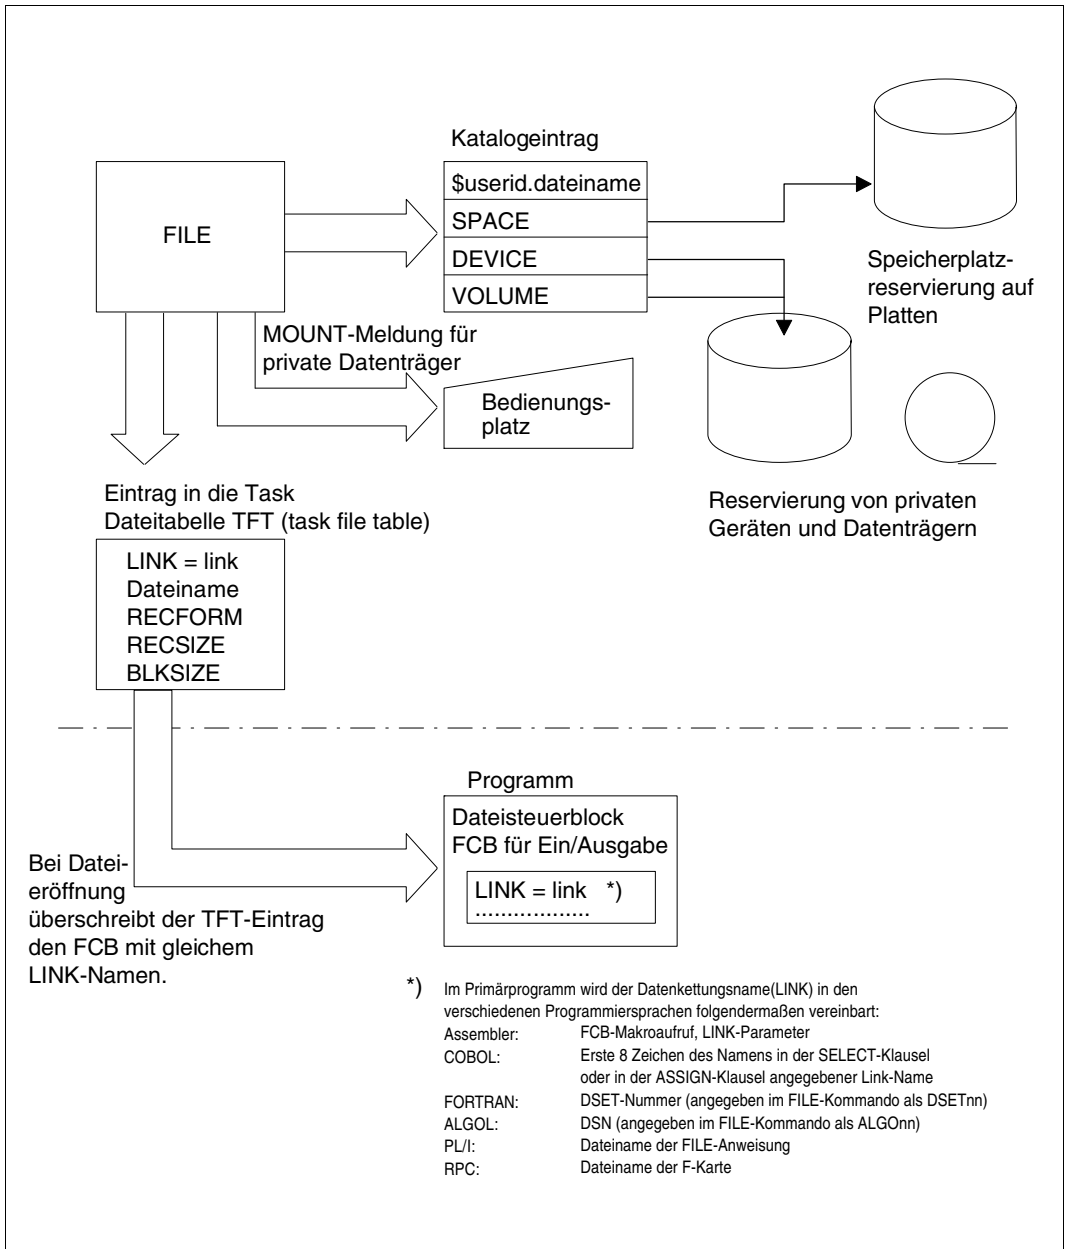 Katalogeintrag
FILE
$userid.dateiname
SPACE
DEVICE
VOLUME
Speicherplatz-
reservierung auf
Platten
MOUNT-Meldung für
private Datenträger
Bedienungs-
platz
Reservierung von privaten
Geräten und Datenträgern
Eintrag in die Task
Dateitabelle TFT (task file table)
LINK = link
Dateiname
RECFORM
RECSIZE
BLKSIZE
Programm
Dateisteuerblock
FCB für Ein/Ausgabe
LINK = link *)
..................
Bei Datei-
eröffnung
überschreibt der TFT-Eintrag
den FCB mit gleichem
LINK-Namen.
*) Im Primärprogramm wird der Datenkettungsname(LINK) in den
verschiedenen Programmiersprachen folgendermaßen vereinbart:
Assembler: FCB-Makroaufruf, LINK-Parameter
COBOL: Erste 8 Zeichen des Namens in der SELECT-Klausel
oder in der ASSIGN-Klausel angegebener Link-Name
FORTRAN: DSET-Nummer (angegeben im FILE-Kommando als DSETnn)
ALGOL: DSN (angegeben im FILE-Kommando als ALGOnn)
PL/I: Dateiname der FILE-Anweisung
RPC: Dateiname der F-Karte